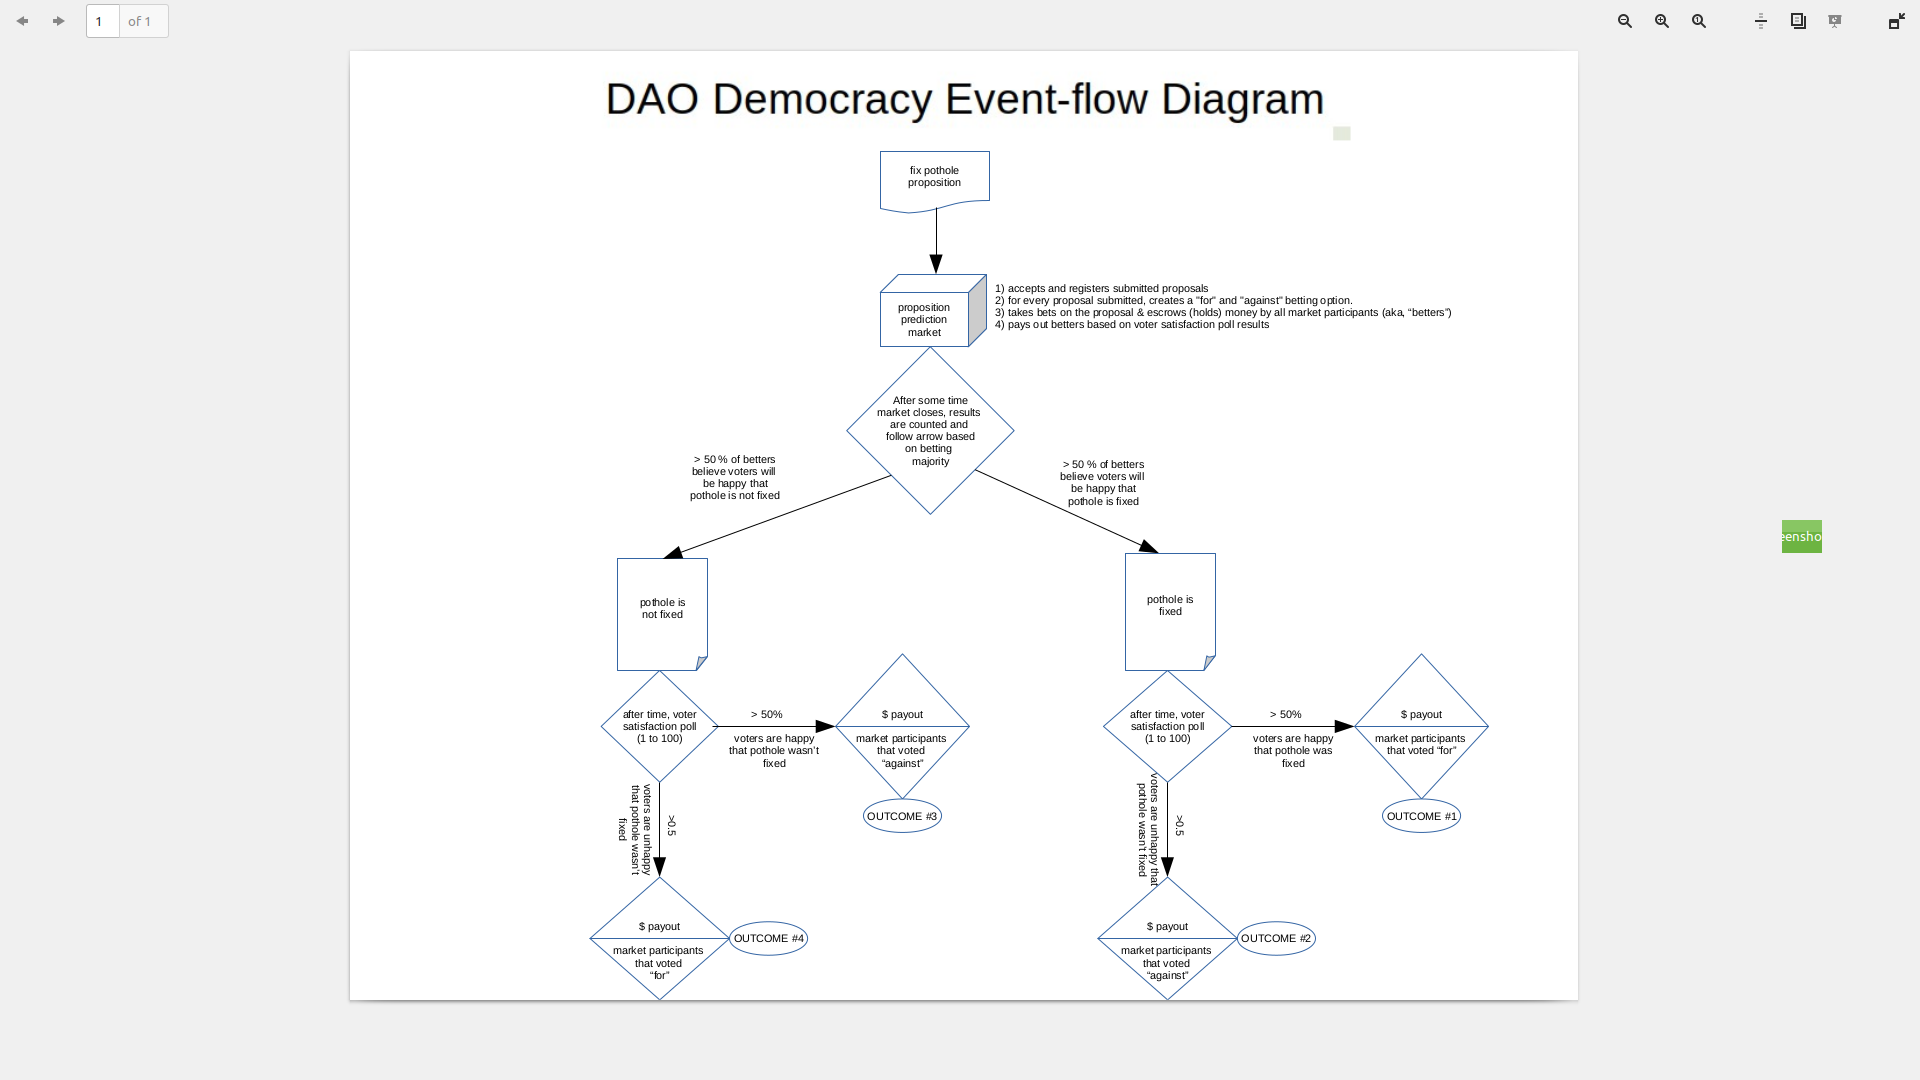 1 of 1
DAO Democracy Event-flow Diagram
fix pothole
proposition
proposition
prediction
market
1) accepts and registers submitted proposals
2) for every proposal submitted, creates a "for" and "against" betting option.
3) takes bets on the proposal & escrows (holds) money by all market participants (aka, “betters”)
4) pays out betters based on voter satisfaction poll results
After some time
market closes, results
are counted and
follow arrow based
on betting
majority
> 50 % of betters
believe voters will
be happy that
pothole is not fixed
> 50 % of betters
believe voters will
be happy that
pothole is fixed
pothole is
not fixed
pothole is
fixed
after time, voter
satisfaction poll
(1 to 100)
> 50%
voters are happy
that pothole wasn’t
fixed
$ payout
market participants
that voted
“against”
OUTCOME #3
voters are unhappy
that pothole wasn’t
fixed
>0.5
$ payout
market participants
that voted
“for”
OUTCOME #4
after time, voter
satisfaction poll
(1 to 100)
> 50%
voters are happy
that pothole was
fixed
$ payout
market participants
that voted “for”
OUTCOME #1
voters are unhappy that
pothole wasn’t fixed
>0.5
$ payout
market participants
that voted
“against”
OUTCOME #2
eensho